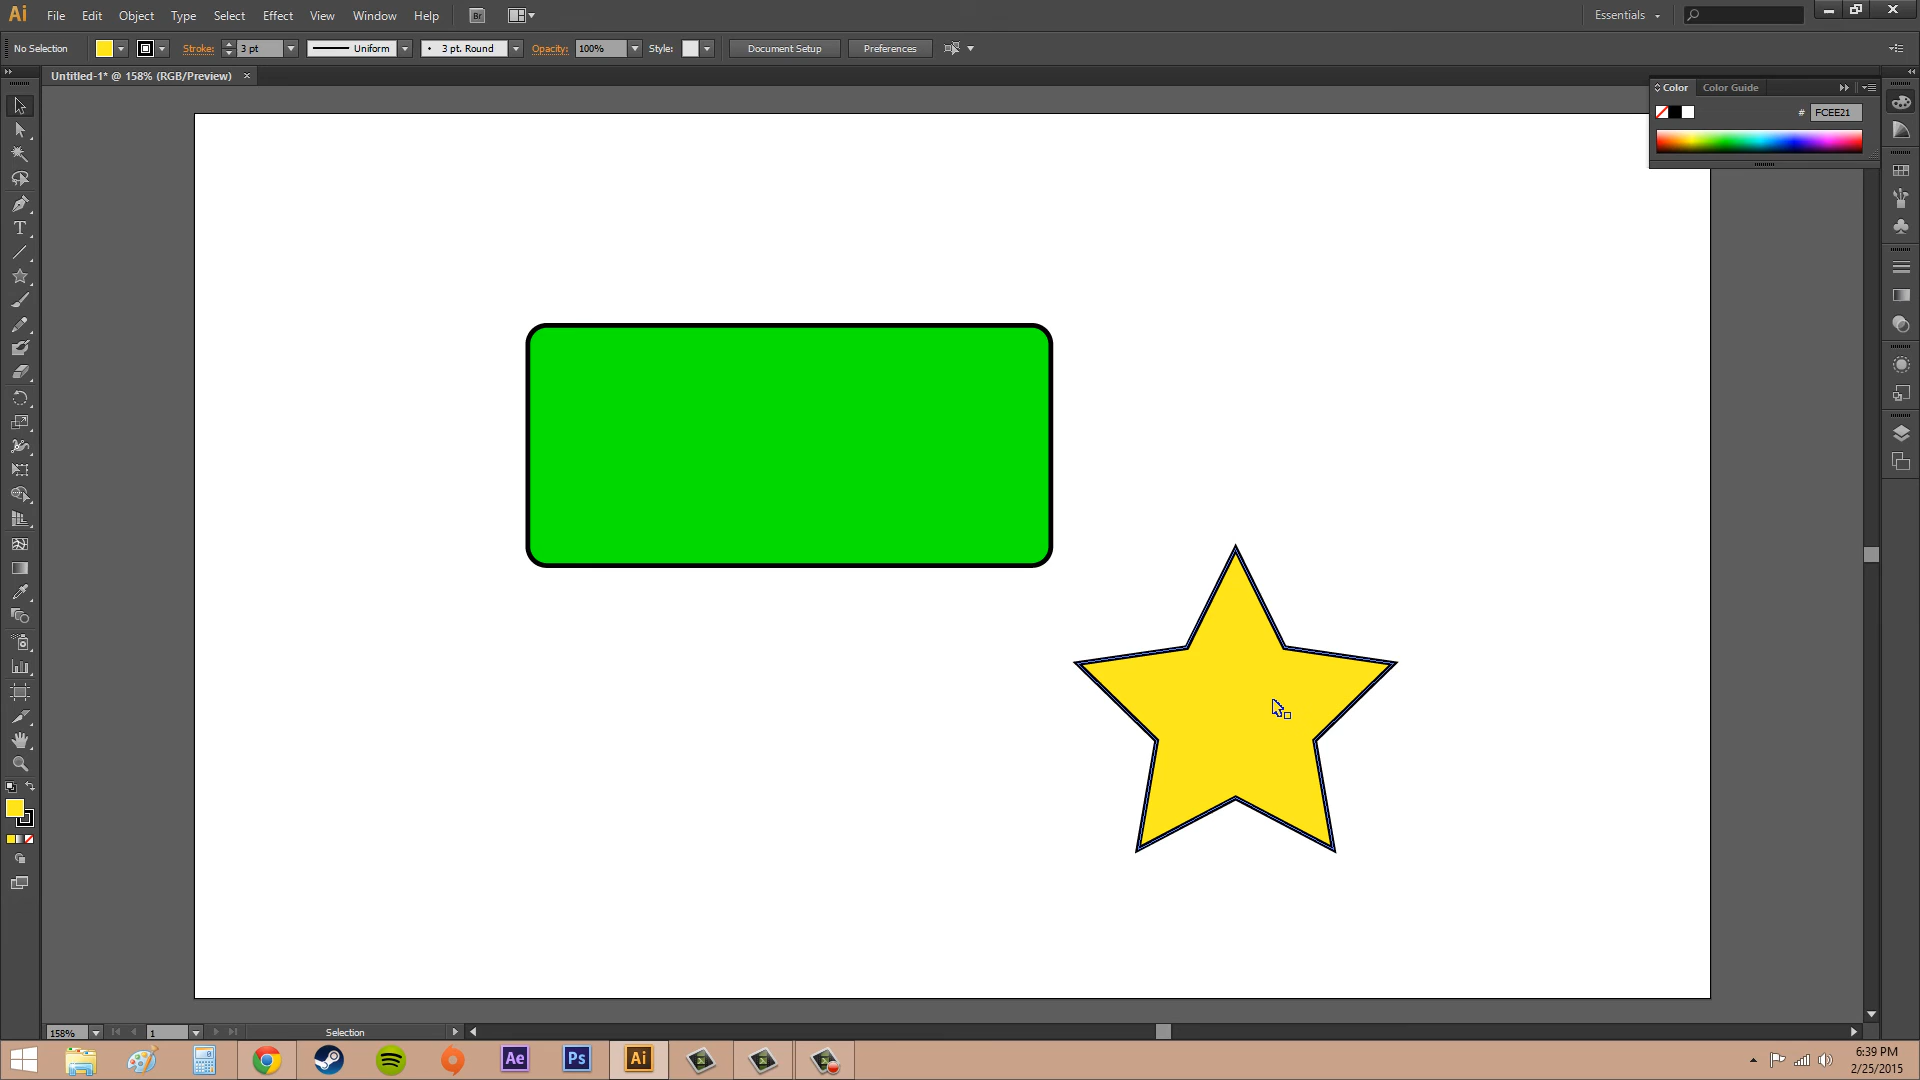 Ai File Edit Object Type Select Effect View Window Help Br Essentials
No Selection Stroke: 3 pt Uniform 3 pt. Round Opacity: 100% Style: Document Setup Preferences
Untitled-1* @ 158% (RGB/Preview) ×
Color Color Guide
# FCEE21
T
158% 1 Selection
Ae Ps Ai
6:39 PM
2/25/2015